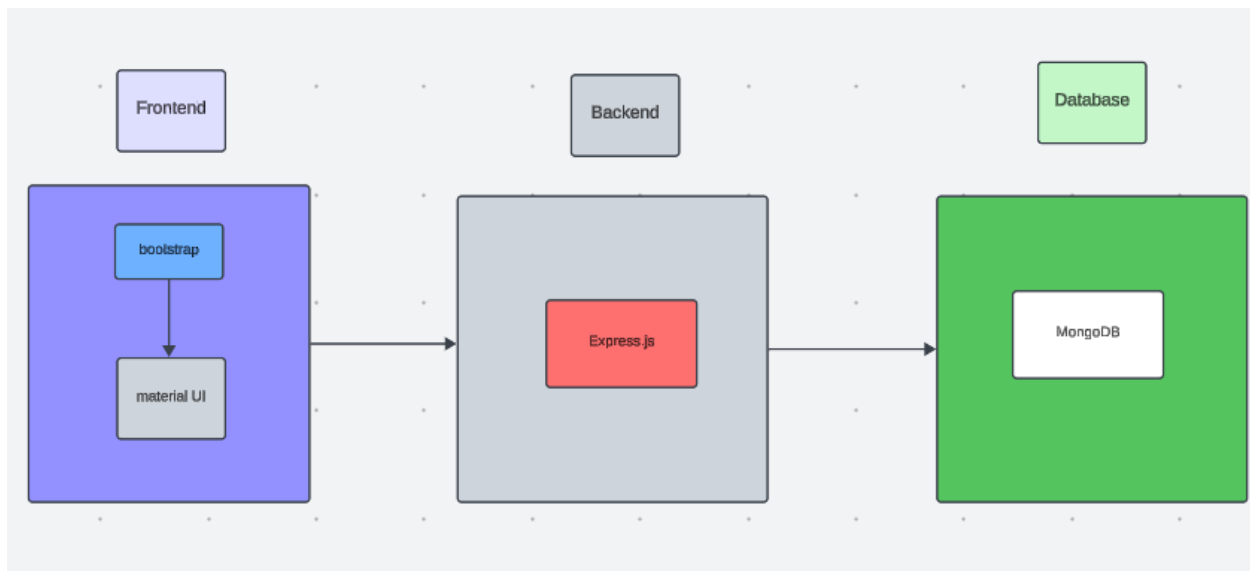 Frontend
Backend
Database
bootstrap
material UI
Express.js
MongoDB